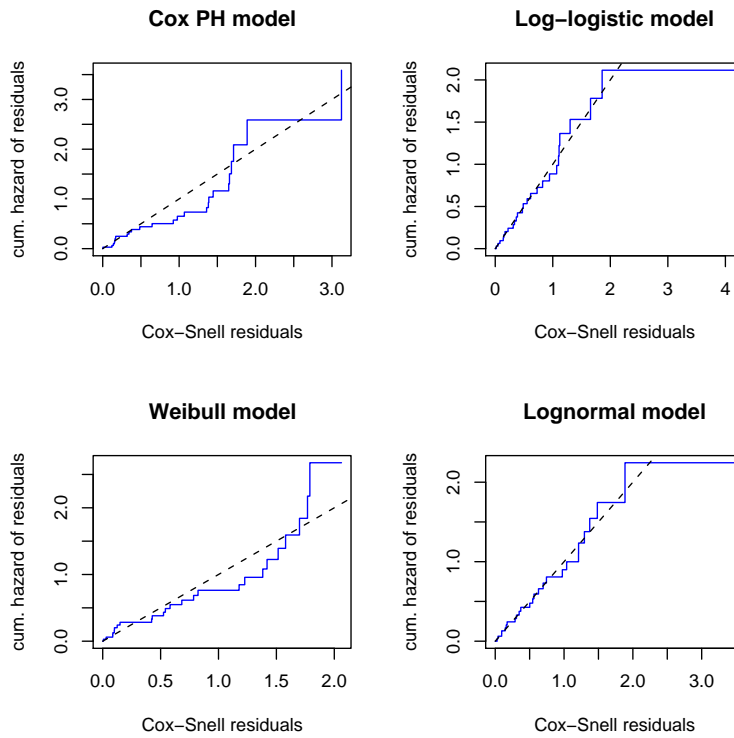 Cox PH model
cum. hazard of residuals
0.0 1.0 2.0 3.0
0.0 1.0 2.0 3.0
Cox−Snell residuals
Log−logistic model
cum. hazard of residuals
0.0 0.5 1.0 1.5 2.0
0 1 2 3 4
Cox−Snell residuals
Weibull model
cum. hazard of residuals
0.0 1.0 2.0
0.0 0.5 1.0 1.5 2.0
Cox−Snell residuals
Lognormal model
cum. hazard of residuals
0.0 1.0 2.0
0.0 1.0 2.0 3.0
Cox−Snell residuals